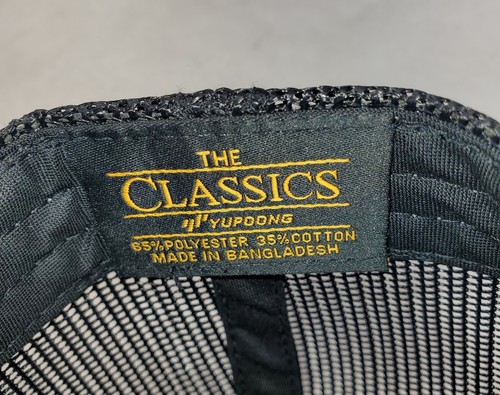 THE
CLASSICS
YUPOONG
65%POLYESTER 35%COTTON
MADE IN BANGLADESH